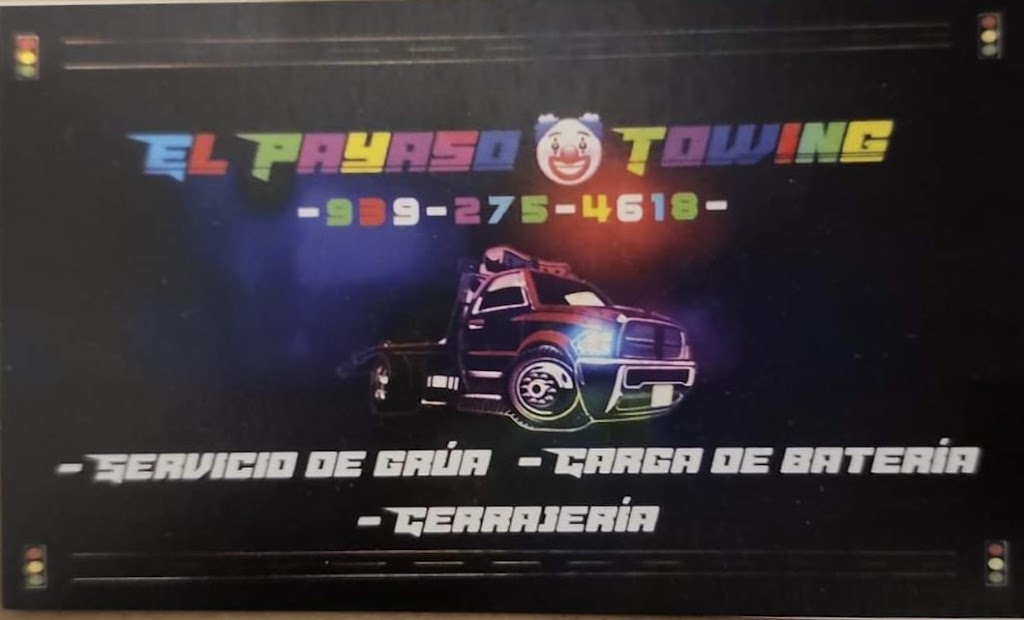 EL PAYASO TOWING
-939-275-4618-
- SERVICIO DE GRÚA - CARGA DE BATERÍA
- CERRAJERÍA